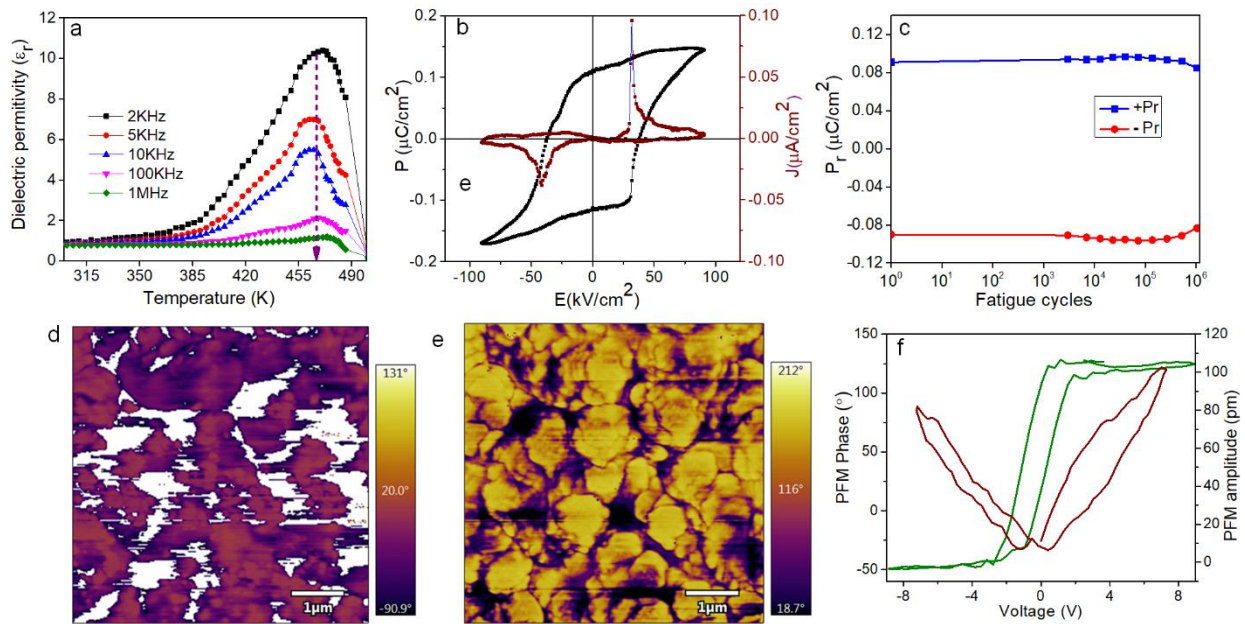 a
Dielectric permitivity (εr)
12
10
8
6
4
2
0
2KHz
5KHz
10KHz
100KHz
1MHz
315 350 385 420 455 490
Temperature (K)
b
P (μC/cm²)
0.2
0.1
0.0
-0.1
-0.2
e
-100 -50 0 50 100
E(kV/cm²)
0.10
0.05
0.00
-0.05
-0.10
J(μA/cm²)
c
Pr (μC/cm²)
0.12
0.08
0.04
0.00
-0.04
-0.08
-0.12
+Pr
- Pr
10⁰ 10¹ 10² 10³ 10⁴ 10⁵ 10⁶
Fatigue cycles
d
131°
20.0°
-90.9°
1μm
e
212°
116°
18.7°
1μm
f
PFM Phase (°)
150
125
100
75
50
25
0
-25
-50
-8 -4 0 4 8
Voltage (V)
120
100
80
60
40
20
0
PFM amplitude (pm)